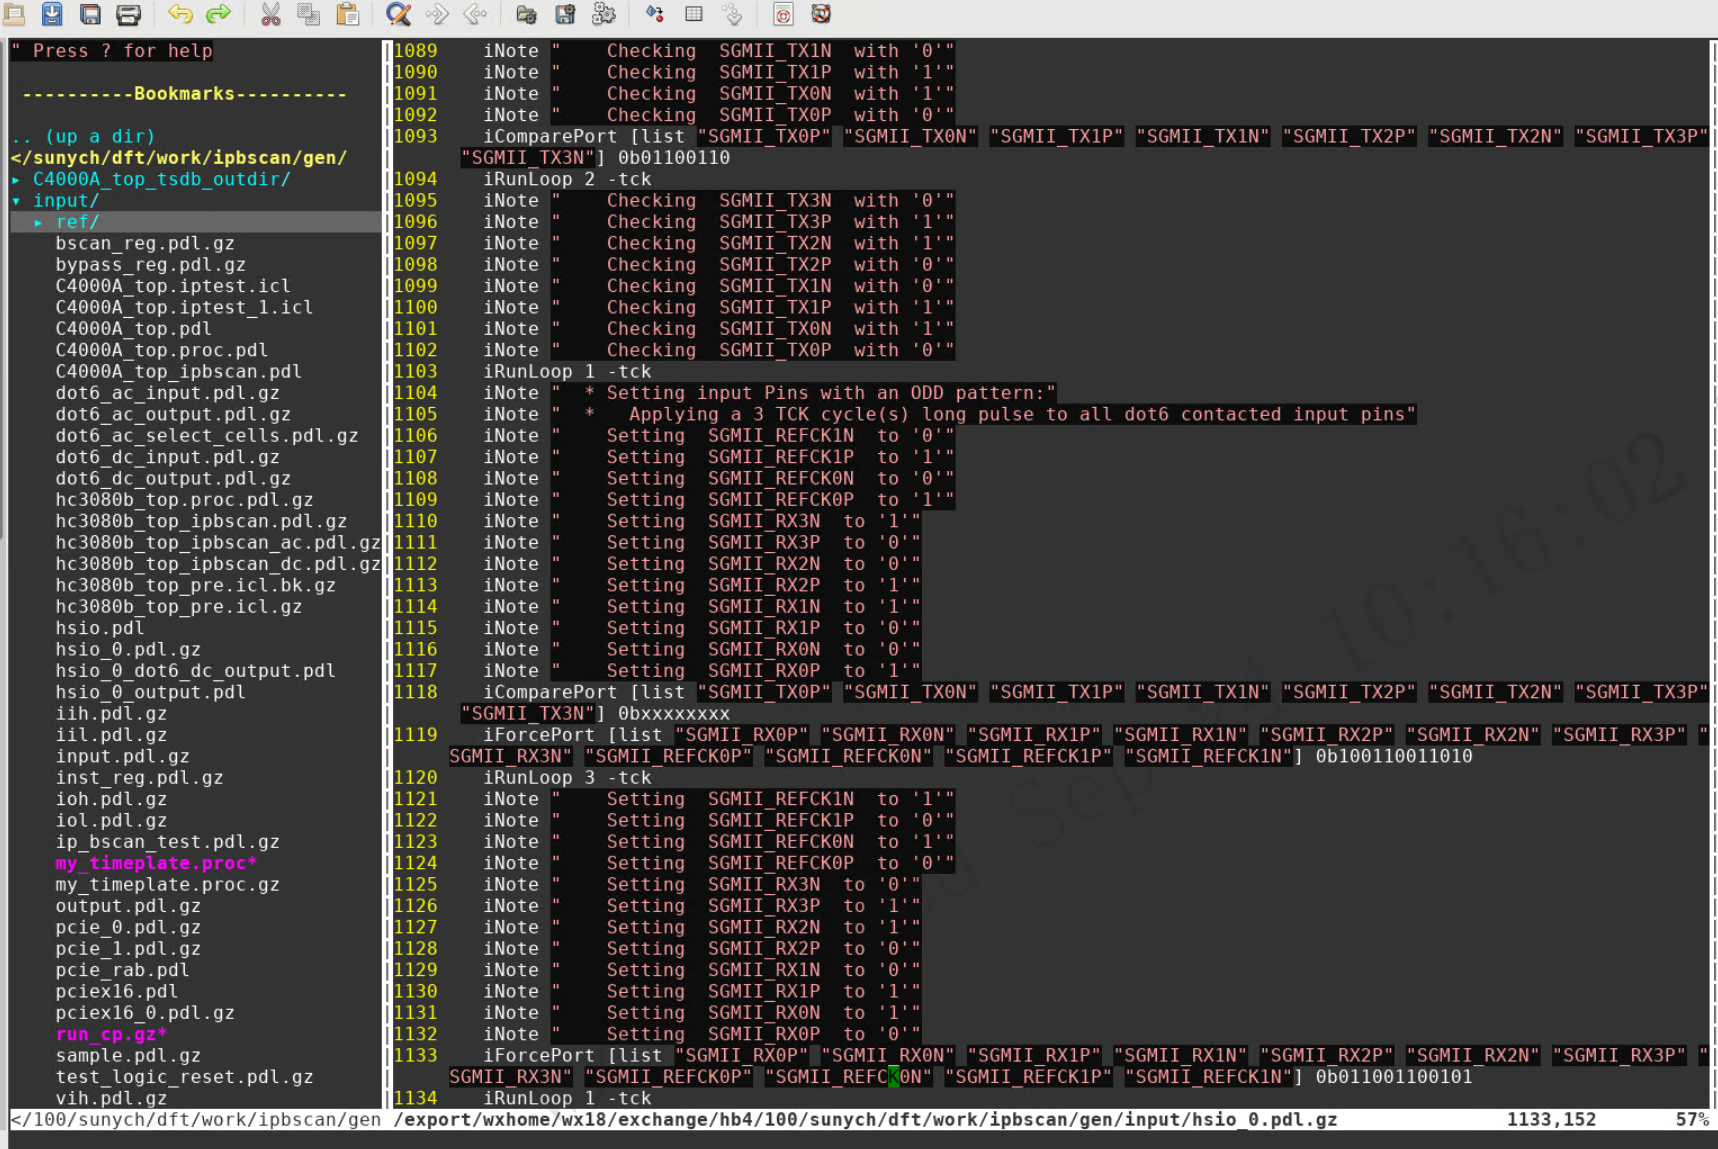 " Press ? for help
----------Bookmarks----------
.. (up a dir)
</sunych/dft/work/ipbscan/gen/
▸ C4000A_top_tsdb_outdir/
▾ input/
▸ ref/
bscan_reg.pdl.gz
bypass_reg.pdl.gz
C4000A_top.iptest.icl
C4000A_top.iptest_1.icl
C4000A_top.pdl
C4000A_top.proc.pdl
C4000A_top_ipbscan.pdl
dot6_ac_input.pdl.gz
dot6_ac_output.pdl.gz
dot6_ac_select_cells.pdl.gz
dot6_dc_input.pdl.gz
dot6_dc_output.pdl.gz
hc3080b_top.proc.pdl.gz
hc3080b_top_ipbscan.pdl.gz
hc3080b_top_ipbscan_ac.pdl.gz
hc3080b_top_ipbscan_dc.pdl.gz
hc3080b_top_pre.icl.bk.gz
hc3080b_top_pre.icl.gz
hsio.pdl
hsio_0.pdl.gz
hsio_0_dot6_dc_output.pdl
hsio_0_output.pdl
iih.pdl.gz
iil.pdl.gz
input.pdl.gz
inst_reg.pdl.gz
ioh.pdl.gz
iol.pdl.gz
ip_bscan_test.pdl.gz
my_timeplate.proc*
my_timeplate.proc.gz
output.pdl.gz
pcie_0.pdl.gz
pcie_1.pdl.gz
pcie_rab.pdl
pciex16.pdl
pciex16_0.pdl.gz
run_cp.gz*
sample.pdl.gz
test_logic_reset.pdl.gz
vih.pdl.gz
</100/sunych/dft/work/ipbscan/gen
1089 iNote " Checking SGMII_TX1N with '0'"
1090 iNote " Checking SGMII_TX1P with '1'"
1091 iNote " Checking SGMII_TX0N with '1'"
1092 iNote " Checking SGMII_TX0P with '0'"
1093 iComparePort [list "SGMII_TX0P" "SGMII_TX0N" "SGMII_TX1P" "SGMII_TX1N" "SGMII_TX2P" "SGMII_TX2N" "SGMII_TX3P"
"SGMII_TX3N"] 0b01100110
1094 iRunLoop 2 -tck
1095 iNote " Checking SGMII_TX3N with '0'"
1096 iNote " Checking SGMII_TX3P with '1'"
1097 iNote " Checking SGMII_TX2N with '1'"
1098 iNote " Checking SGMII_TX2P with '0'"
1099 iNote " Checking SGMII_TX1N with '0'"
1100 iNote " Checking SGMII_TX1P with '1'"
1101 iNote " Checking SGMII_TX0N with '1'"
1102 iNote " Checking SGMII_TX0P with '0'"
1103 iRunLoop 1 -tck
1104 iNote " * Setting input Pins with an ODD pattern:"
1105 iNote " * Applying a 3 TCK cycle(s) long pulse to all dot6 contacted input pins"
1106 iNote " Setting SGMII_REFCK1N to '0'"
1107 iNote " Setting SGMII_REFCK1P to '1'"
1108 iNote " Setting SGMII_REFCK0N to '0'"
1109 iNote " Setting SGMII_REFCK0P to '1'"
1110 iNote " Setting SGMII_RX3N to '1'"
1111 iNote " Setting SGMII_RX3P to '0'"
1112 iNote " Setting SGMII_RX2N to '0'"
1113 iNote " Setting SGMII_RX2P to '1'"
1114 iNote " Setting SGMII_RX1N to '1'"
1115 iNote " Setting SGMII_RX1P to '0'"
1116 iNote " Setting SGMII_RX0N to '0'"
1117 iNote " Setting SGMII_RX0P to '1'"
1118 iComparePort [list "SGMII_TX0P" "SGMII_TX0N" "SGMII_TX1P" "SGMII_TX1N" "SGMII_TX2P" "SGMII_TX2N" "SGMII_TX3P"
"SGMII_TX3N"] 0bxxxxxxxx
1119 iForcePort [list "SGMII_RX0P" "SGMII_RX0N" "SGMII_RX1P" "SGMII_RX1N" "SGMII_RX2P" "SGMII_RX2N" "SGMII_RX3P" "
SGMII_RX3N" "SGMII_REFCK0P" "SGMII_REFCK0N" "SGMII_REFCK1P" "SGMII_REFCK1N"] 0b100110011010
1120 iRunLoop 3 -tck
1121 iNote " Setting SGMII_REFCK1N to '1'"
1122 iNote " Setting SGMII_REFCK1P to '0'"
1123 iNote " Setting SGMII_REFCK0N to '1'"
1124 iNote " Setting SGMII_REFCK0P to '0'"
1125 iNote " Setting SGMII_RX3N to '0'"
1126 iNote " Setting SGMII_RX3P to '1'"
1127 iNote " Setting SGMII_RX2N to '1'"
1128 iNote " Setting SGMII_RX2P to '0'"
1129 iNote " Setting SGMII_RX1N to '0'"
1130 iNote " Setting SGMII_RX1P to '1'"
1131 iNote " Setting SGMII_RX0N to '1'"
1132 iNote " Setting SGMII_RX0P to '0'"
1133 iForcePort [list "SGMII_RX0P" "SGMII_RX0N" "SGMII_RX1P" "SGMII_RX1N" "SGMII_RX2P" "SGMII_RX2N" "SGMII_RX3P" "
SGMII_RX3N" "SGMII_REFCK0P" "SGMII_REFCK0N" "SGMII_REFCK1P" "SGMII_REFCK1N"] 0b011001100101
1134 iRunLoop 1 -tck
/export/wxhome/wx18/exchange/hb4/100/sunych/dft/work/ipbscan/gen/input/hsio_0.pdl.gz 1133,152 57%